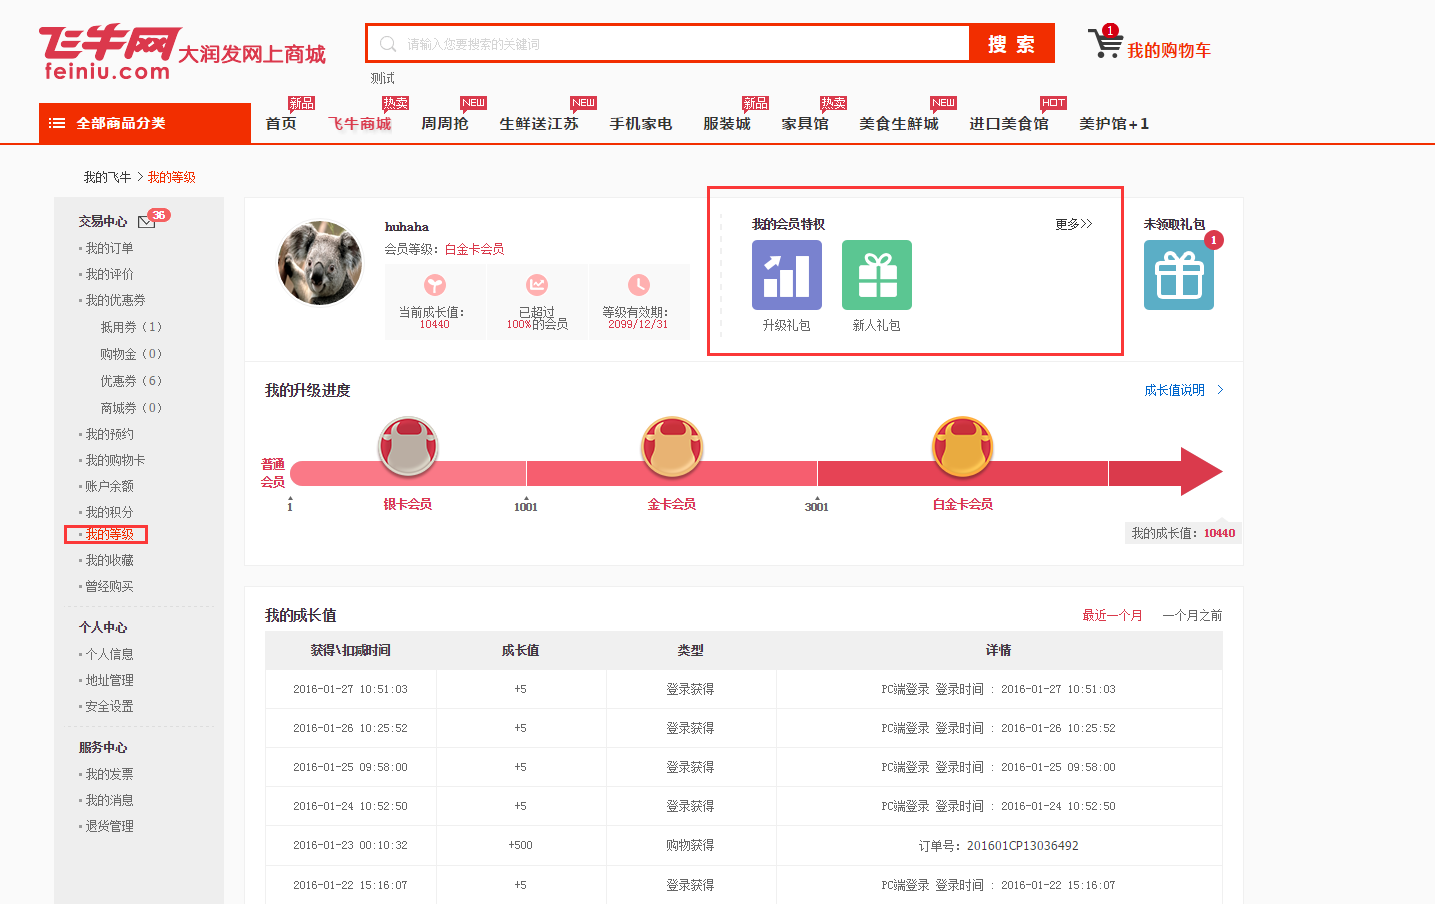 飞牛网
feiniu.com
大润发网上商城
请输入您要搜索的关键词
搜 索
1
我的购物车
测试
新品
热卖
NEW
NEW
新品
热卖
NEW
HOT
全部商品分类
首页
飞牛商城
周周抢
生鲜送江苏
手机家电
服装城
家具馆
美食生鲜城
进口美食馆
美护馆+1
我的飞牛 > 我的等级
交易中心
36
我的订单
我的评价
我的优惠券
抵用券（1）
购物金（0）
优惠券（6）
商城券（0）
我的预约
我的购物卡
账户余额
我的积分
我的等级
我的收藏
曾经购买
个人中心
个人信息
地址管理
安全设置
服务中心
我的发票
我的消息
退货管理
huhaha
会员等级：白金卡会员
当前成长值：
10440
已超过
100%的会员
等级有效期：
2099/12/31
我的会员特权
更多>>
升级礼包
新人礼包
未领取礼包
1
我的升级进度
成长值说明 >
普通
会员
1
银卡会员
1001
金卡会员
3001
白金卡会员
我的成长值：10440
我的成长值
最近一个月
一个月之前
获得\扣减时间 成长值 类型 详情
2016-01-27 10:51:03 +5 登录获得 PC端登录 登录时间 : 2016-01-27 10:51:03
2016-01-26 10:25:52 +5 登录获得 PC端登录 登录时间 : 2016-01-26 10:25:52
2016-01-25 09:58:00 +5 登录获得 PC端登录 登录时间 : 2016-01-25 09:58:00
2016-01-24 10:52:50 +5 登录获得 PC端登录 登录时间 : 2016-01-24 10:52:50
2016-01-23 00:10:32 +500 购物获得 订单号：201601CP13036492
2016-01-22 15:16:07 +5 登录获得 PC端登录 登录时间 : 2016-01-22 15:16:07